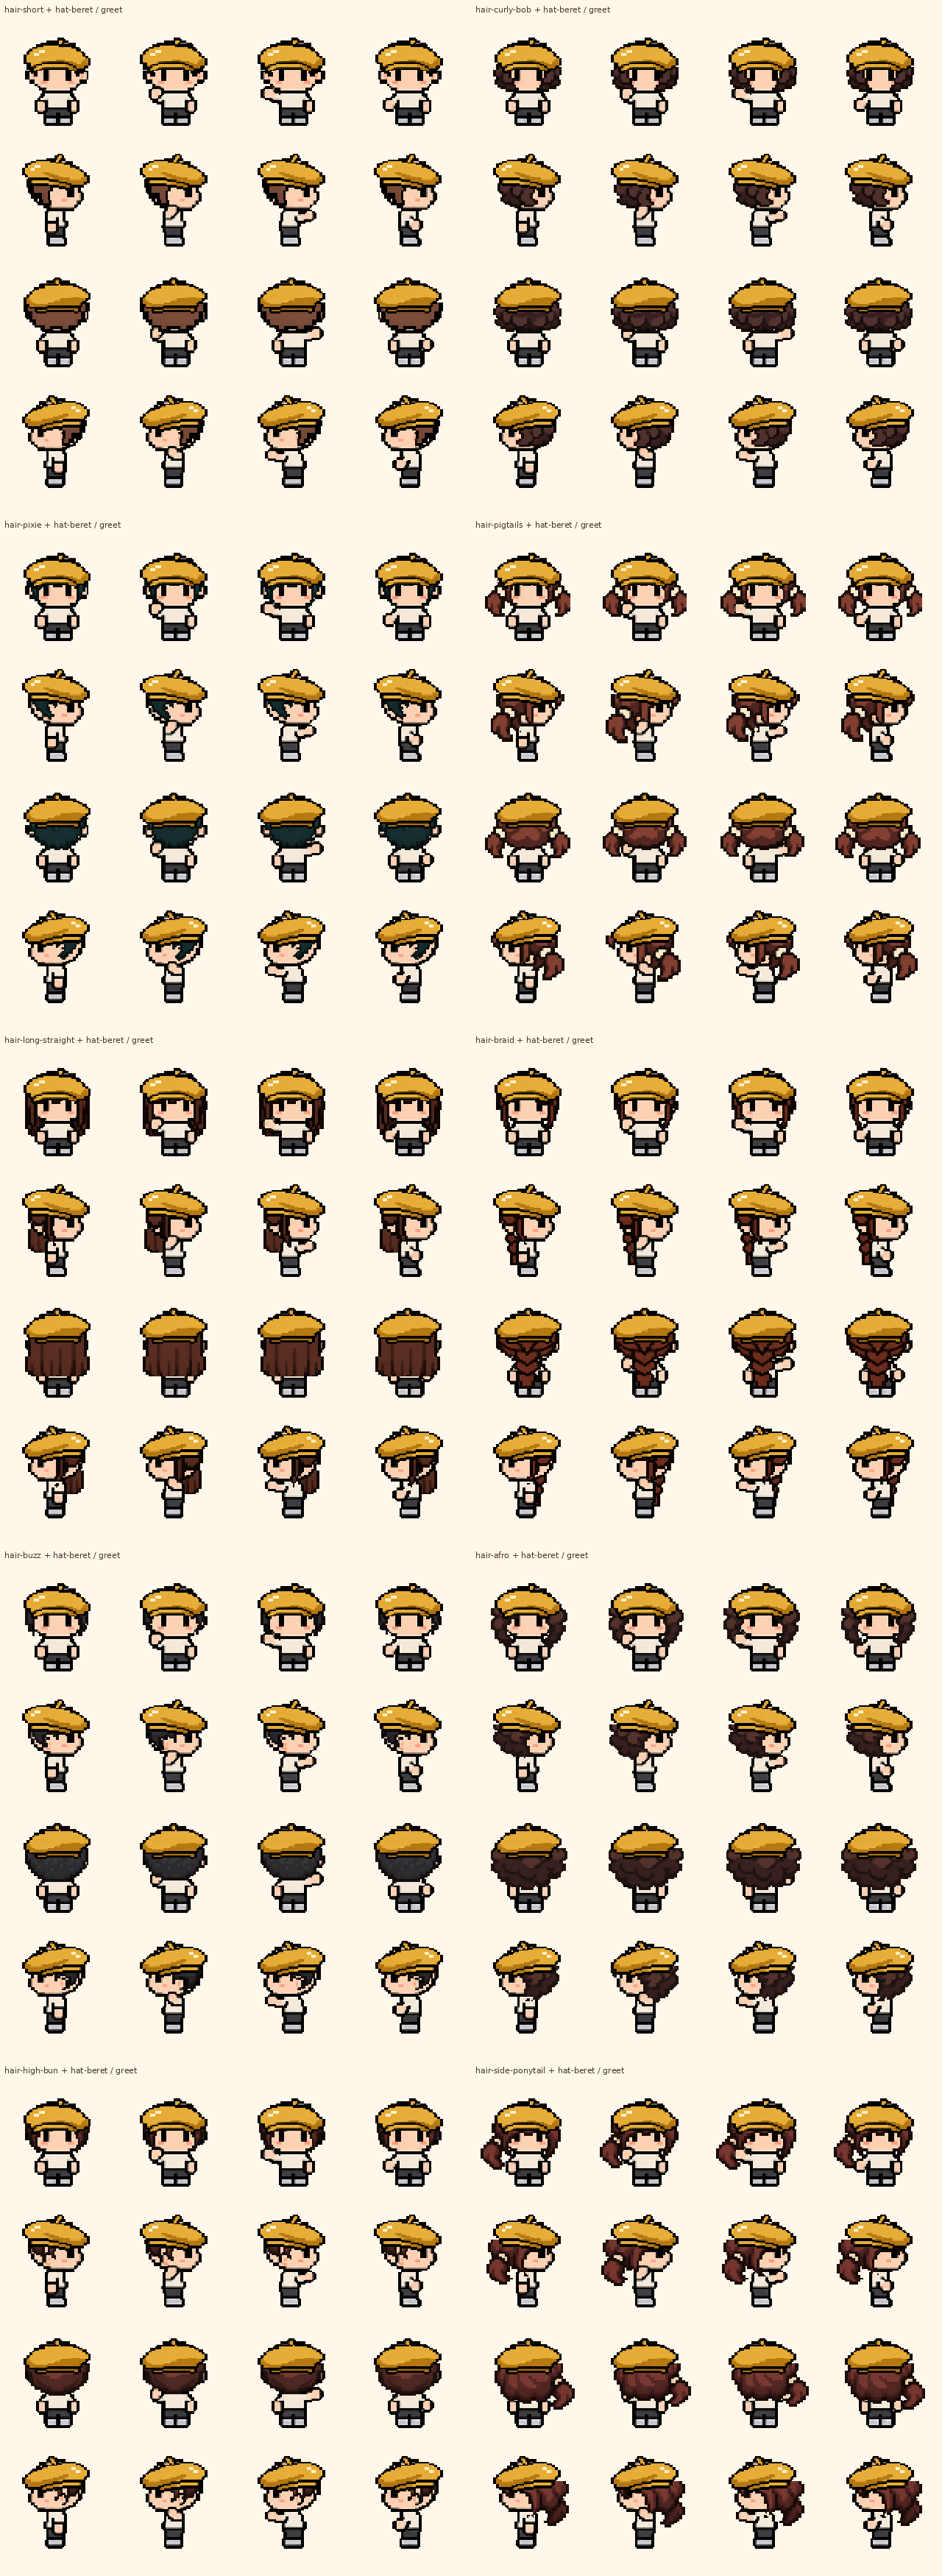 hair-short + hat-beret / greet
hair-curly-bob + hat-beret / greet
hair-pixie + hat-beret / greet
hair-pigtails + hat-beret / greet
hair-long-straight + hat-beret / greet
hair-braid + hat-beret / greet
hair-buzz + hat-beret / greet
hair-afro + hat-beret / greet
hair-high-bun + hat-beret / greet
hair-side-ponytail + hat-beret / greet